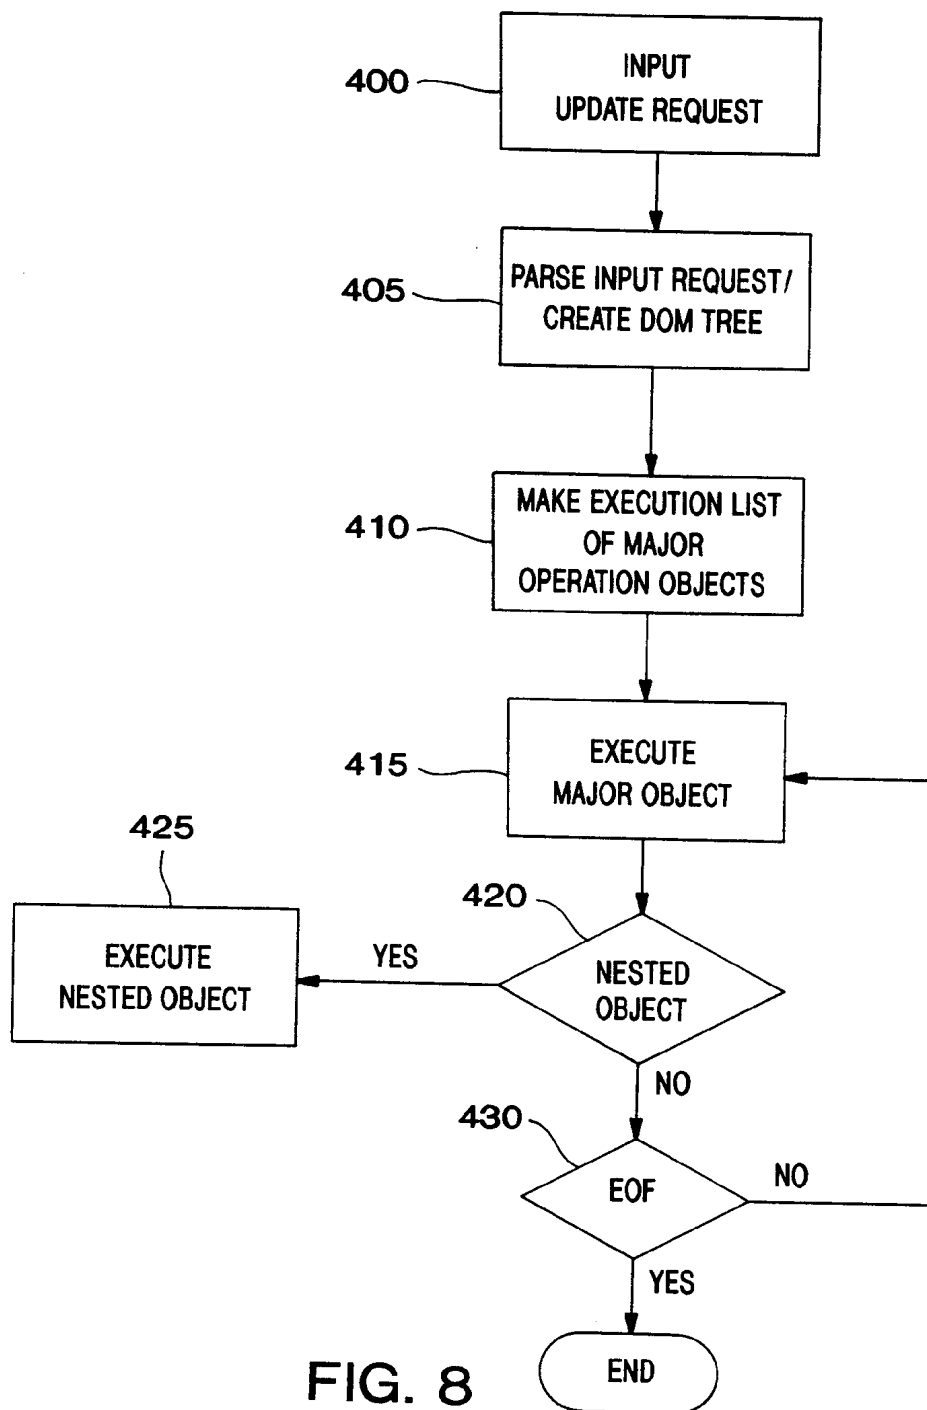 400
INPUT
UPDATE REQUEST
405
PARSE INPUT REQUEST/
CREATE DOM TREE
410
MAKE EXECUTION LIST
OF MAJOR
OPERATION OBJECTS
415
EXECUTE
MAJOR OBJECT
425
420
EXECUTE
NESTED OBJECT
YES
NESTED
OBJECT
NO
430
EOF
NO
YES
END
FIG. 8